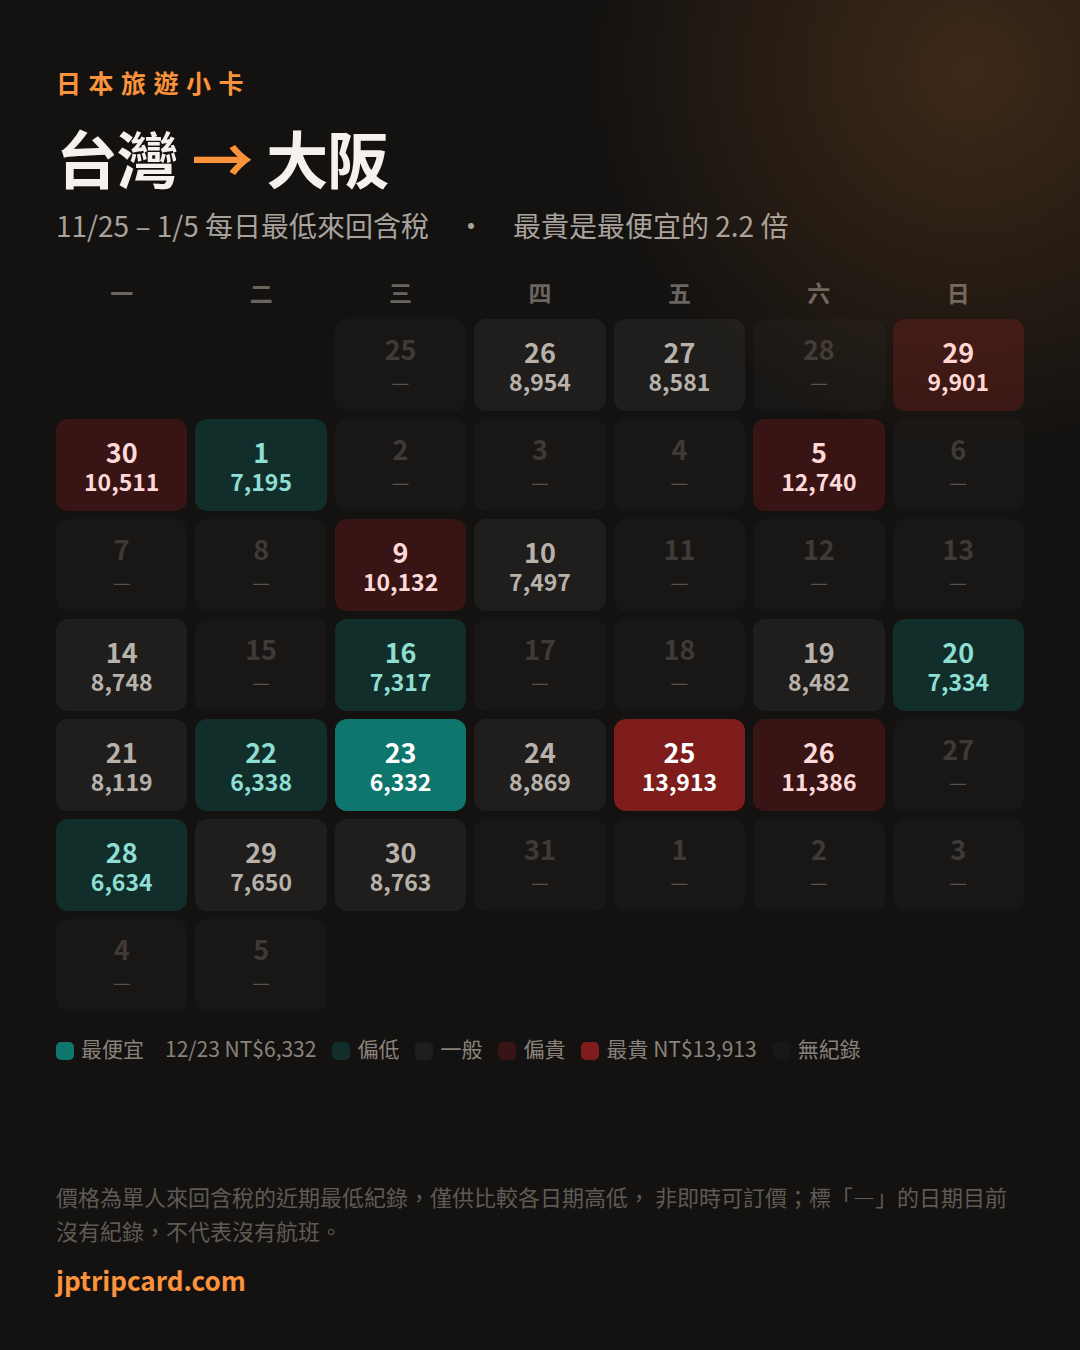 日本旅遊小卡
台灣 → 大阪
11/25 – 1/5 每日最低來回含稅 ・ 最貴是最便宜的 2.2 倍
一 二 三 四 五 六 日
25 26 27 28 29
— 8,954 8,581 — 9,901
30 1 2 3 4 5 6
10,511 7,195 — — — 12,740 —
7 8 9 10 11 12 13
— — 10,132 7,497 — — —
14 15 16 17 18 19 20
8,748 — 7,317 — — 8,482 7,334
21 22 23 24 25 26 27
8,119 6,338 6,332 8,869 13,913 11,386 —
28 29 30 31 1 2 3
6,634 7,650 8,763 — — — —
4 5
— —
最便宜 12/23 NT$6,332 偏低 一般 偏貴 最貴 NT$13,913 無紀錄
價格為單人來回含稅的近期最低紀錄，僅供比較各日期高低， 非即時可訂價；標「—」的日期目前
沒有紀錄，不代表沒有航班。
jptripcard.com